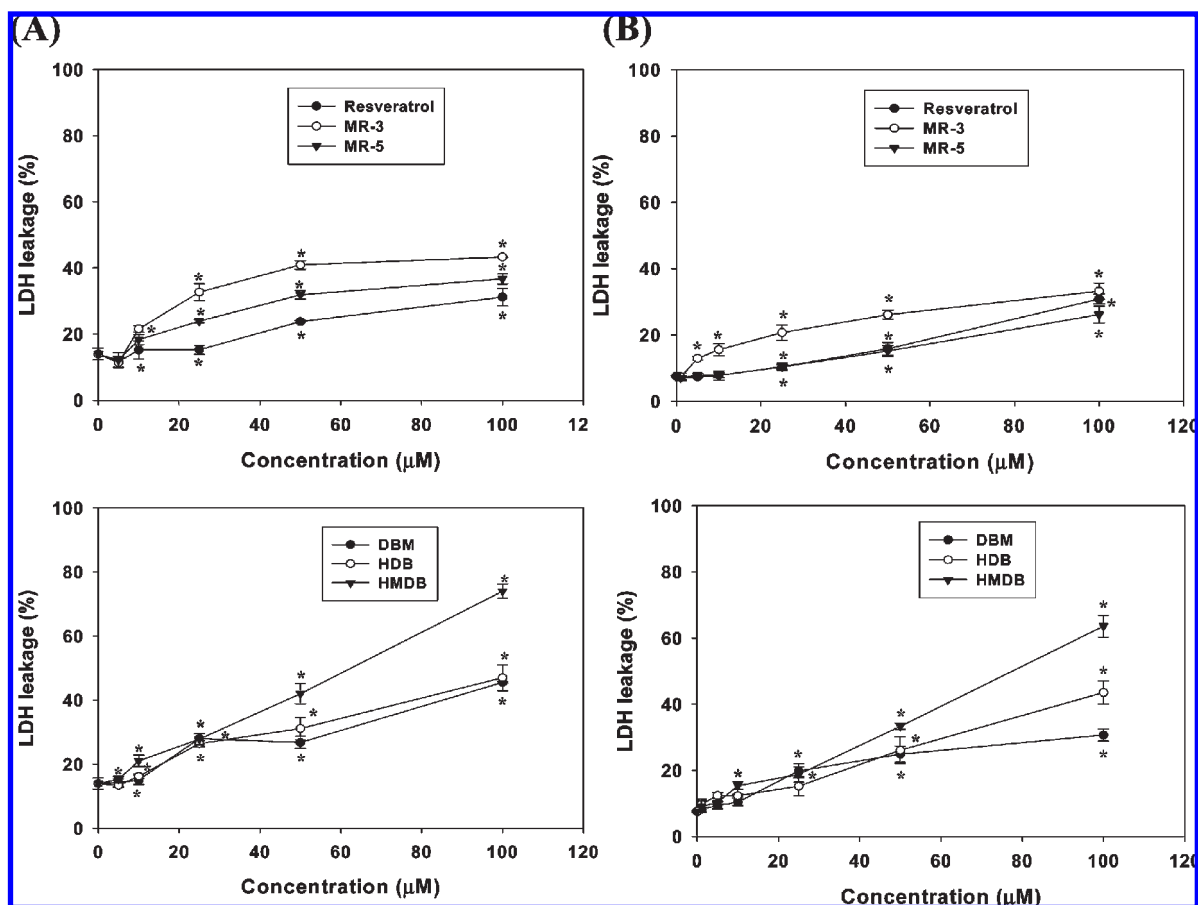 (A)
100
80
60
40
20
0
LDH leakage (%)
Resveratrol
MR-3
MR-5
*
*
*
*
*
*
*
*
*
*
*
0 20 40 60 80 100 12
Concentration (μM)
(B)
100
80
60
40
20
0
LDH leakage (%)
Resveratrol
MR-3
MR-5
*
*
*
*
*
*
*
*
*
*
*
0 20 40 60 80 100 120
Concentration (μM)
100
80
60
40
20
0
LDH leakage (%)
DBM
HDB
HMDB
*
*
*
*
*
*
*
*
*
*
*
*
*
0 20 40 60 80 100 120
Concentration (μM)
100
80
60
40
20
0
LDH leakage (%)
DBM
HDB
HMDB
*
*
*
*
*
*
*
*
*
0 20 40 60 80 100 120
Concentration (μM)